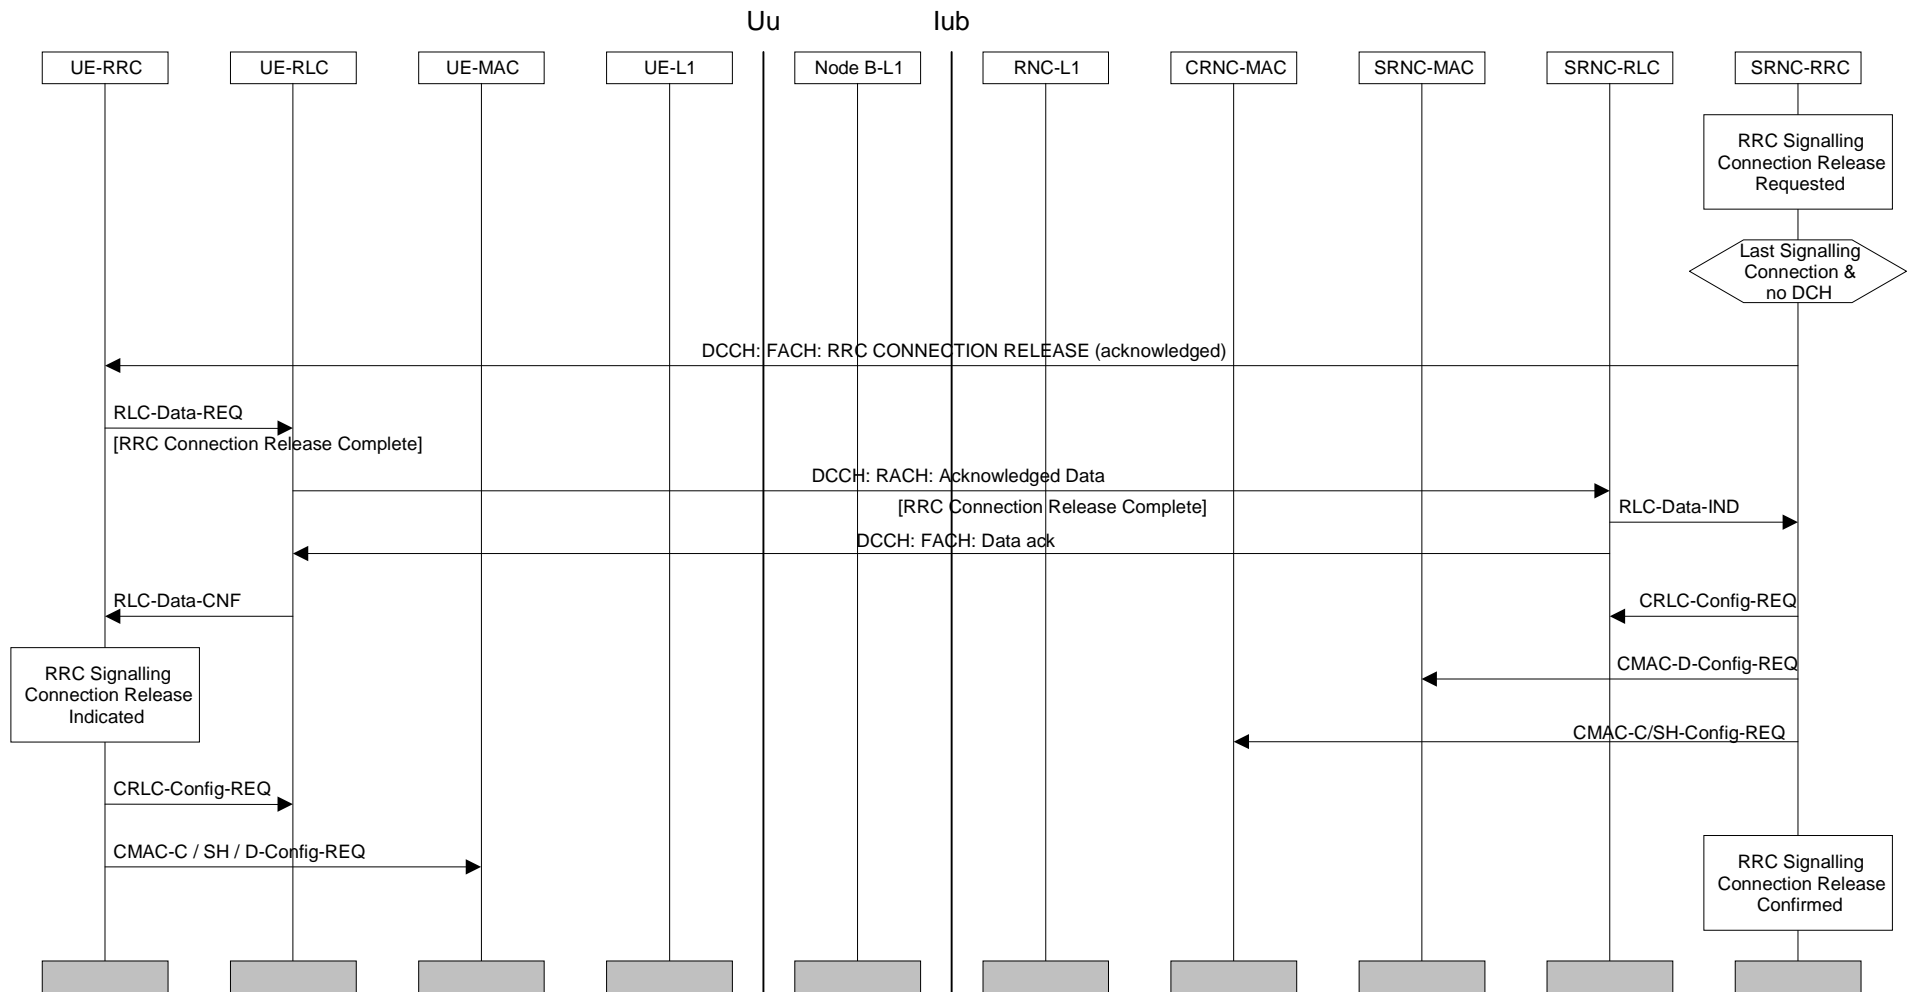 Uu
Iub
UE-RRC
UE-RLC
UE-MAC
UE-L1
Node B-L1
RNC-L1
CRNC-MAC
SRNC-MAC
SRNC-RLC
SRNC-RRC
RRC Signalling
Connection Release
Requested
Last Signalling
Connection &
no DCH
DCCH: FACH: RRC CONNECTION RELEASE (acknowledged)
RLC-Data-REQ
[RRC Connection Release Complete]
DCCH: RACH: Acknowledged Data
[RRC Connection Release Complete]
RLC-Data-IND
DCCH: FACH: Data ack
RLC-Data-CNF
CRLC-Config-REQ
RRC Signalling
Connection Release
Indicated
CMAC-D-Config-REQ
CMAC-C/SH-Config-REQ
CRLC-Config-REQ
CMAC-C / SH / D-Config-REQ
RRC Signalling
Connection Release
Confirmed